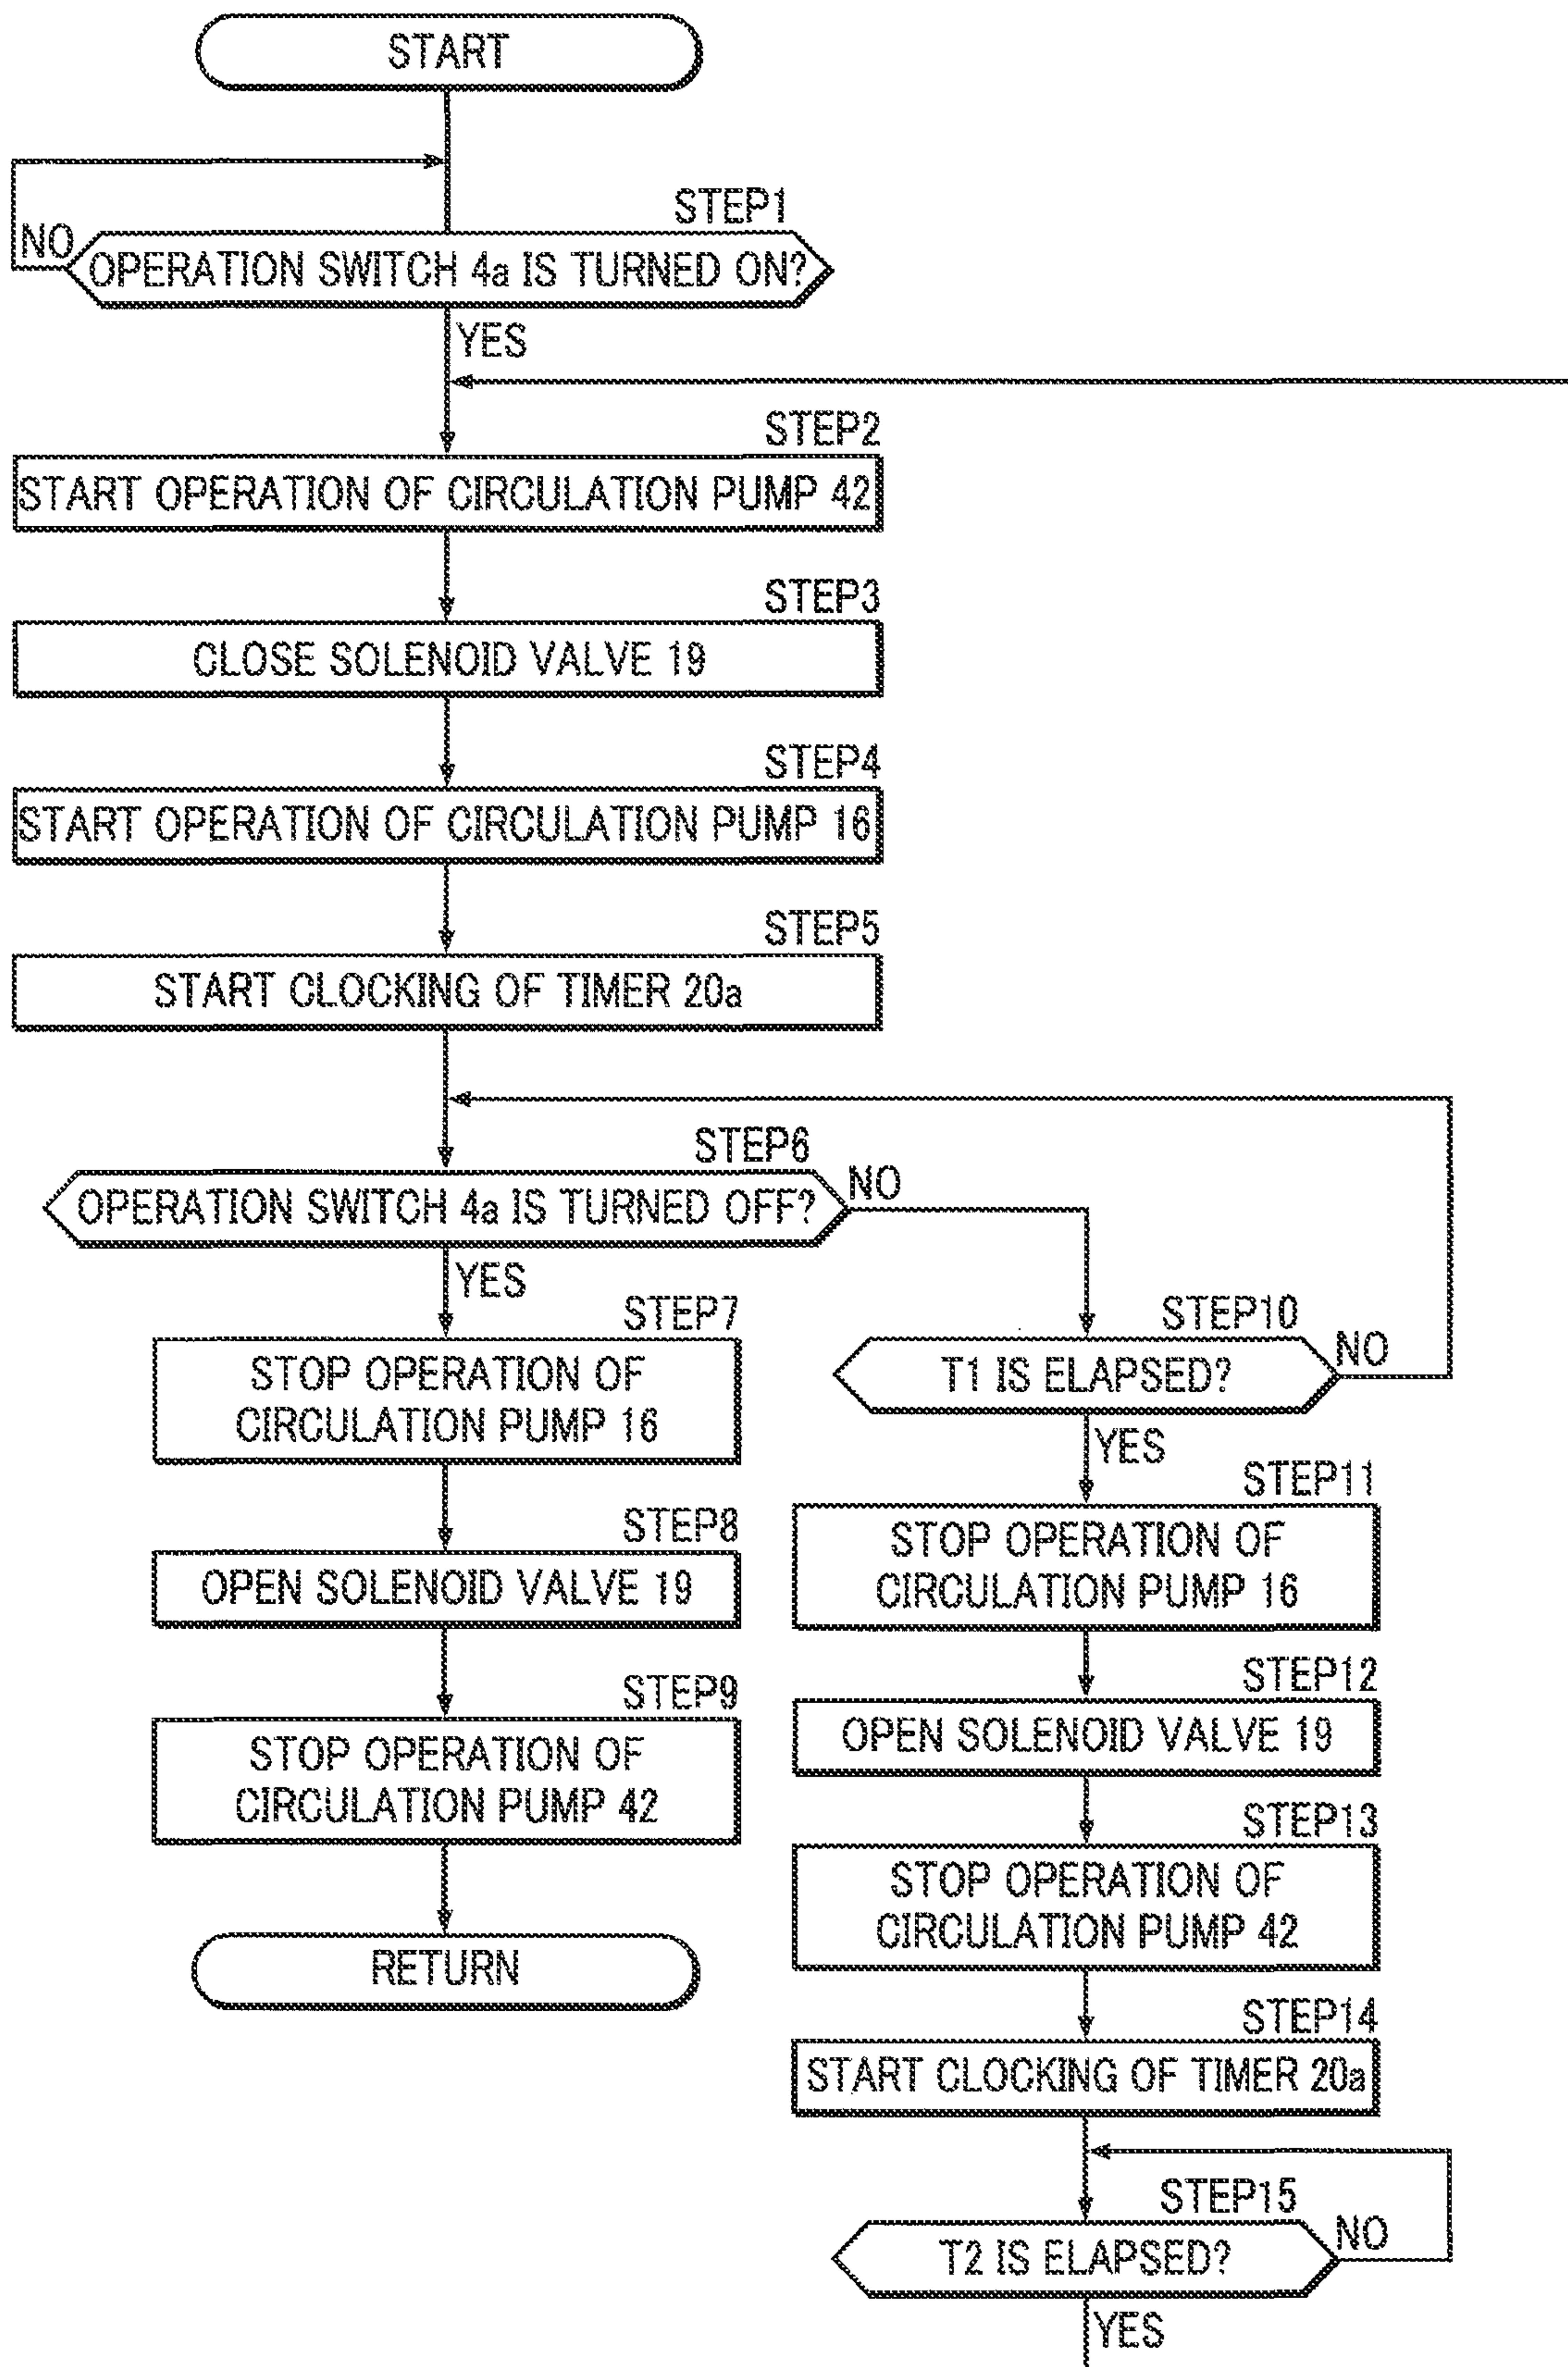 START
STEP1
NO
OPERATION SWITCH 4a IS TURNED ON?
YES
STEP2
START OPERATION OF CIRCULATION PUMP 42
STEP3
CLOSE SOLENOID VALVE 19
STEP4
START OPERATION OF CIRCULATION PUMP 16
STEP5
START CLOCKING OF TIMER 20a
STEP6
OPERATION SWITCH 4a IS TURNED OFF?
NO
YES
STEP7
STOP OPERATION OF
CIRCULATION PUMP 16
STEP8
OPEN SOLENOID VALVE 19
STEP9
STOP OPERATION OF
CIRCULATION PUMP 42
RETURN
STEP10
T1 IS ELAPSED?
NO
YES
STEP11
STOP OPERATION OF
CIRCULATION PUMP 16
STEP12
OPEN SOLENOID VALVE 19
STEP13
STOP OPERATION OF
CIRCULATION PUMP 42
STEP14
START CLOCKING OF TIMER 20a
STEP15
T2 IS ELAPSED?
NO
YES